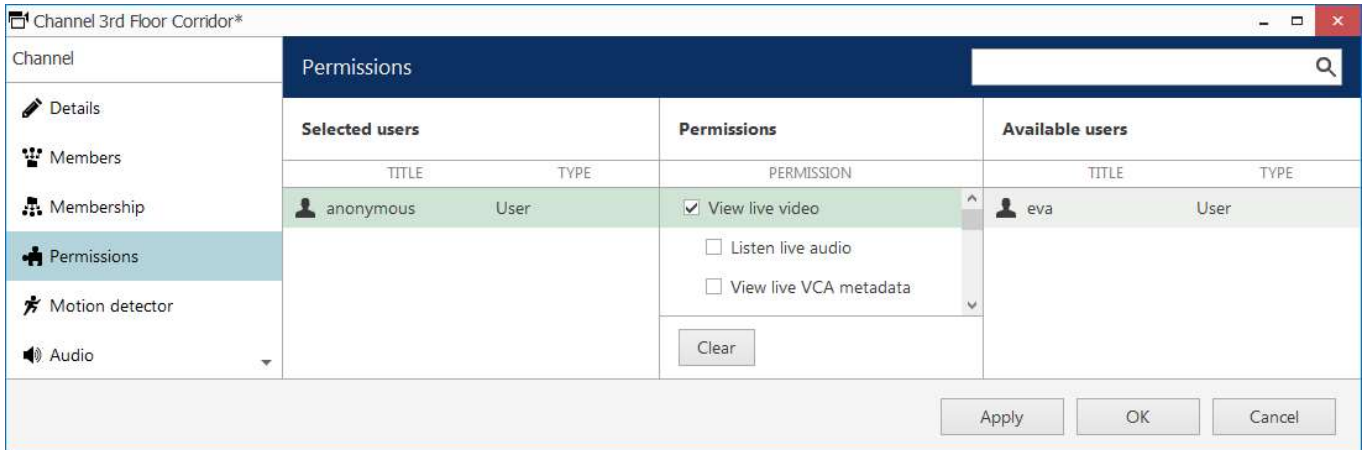 Channel 3rd Floor Corridor*
Channel
Permissions
Details
Members
Membership
Permissions
Motion detector
Audio
Selected users
TITLE TYPE
anonymous User
Permissions
PERMISSION
View live video
Listen live audio
View live VCA metadata
Clear
Available users
TITLE TYPE
eva User
Apply OK Cancel